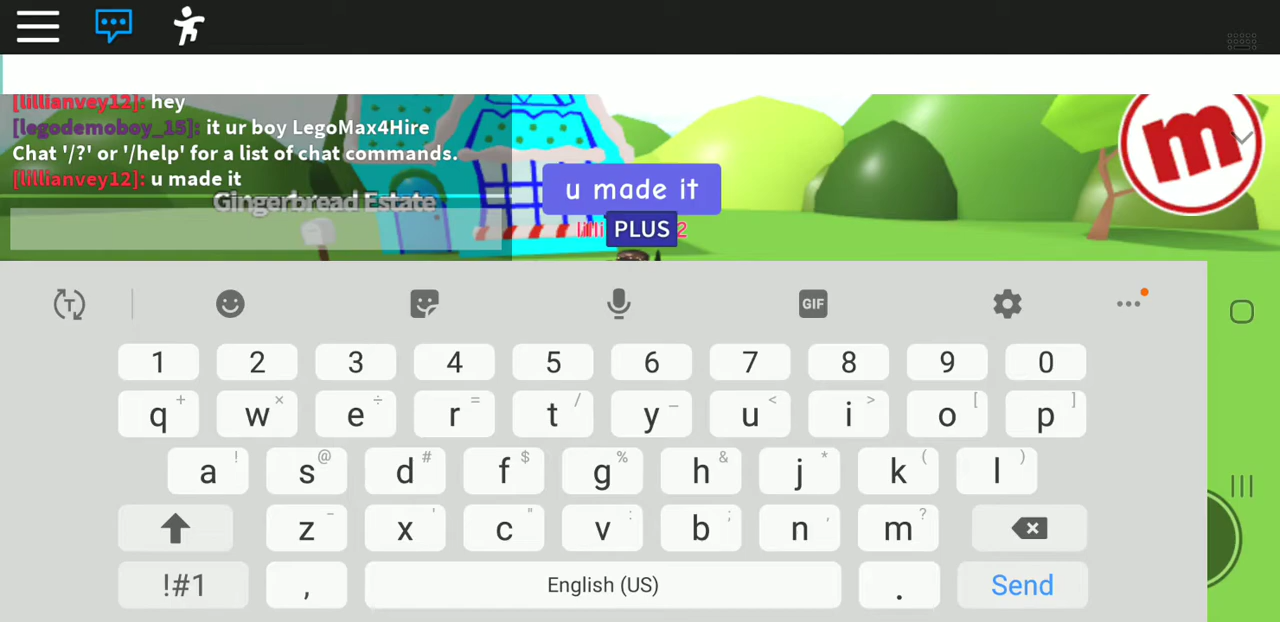 [lillianvey12]: hey
[legodemoboy_15]: it ur boy LegoMax4Hire
Chat '/?' or '/help' for a list of chat commands.
[lillianvey12]: u made it
Gingerbread Estate
u made it
lilli PLUS 2
m
T
GIF
1 2 3 4 5 6 7 8 9 0
q + w × e ÷ r = t / y _ u < i > o [ p ]
a ! s @ d # f $ g % h & j * k ( l )
z - x ' c " v : b ; n , m ?
!#1 , English (US) . Send